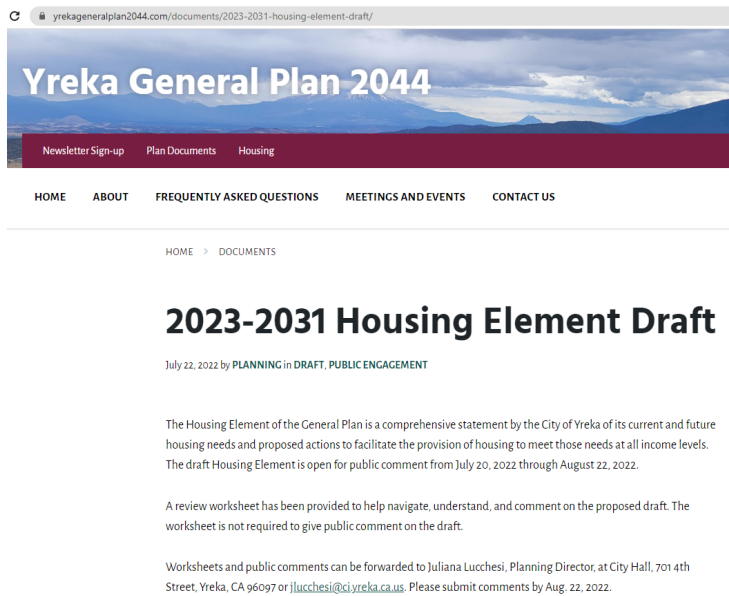 yrekageneralplan2044.com/documents/2023-2031-housing-element-draft/
Yreka General Plan 2044
Newsletter Sign-up Plan Documents Housing
HOME ABOUT FREQUENTLY ASKED QUESTIONS MEETINGS AND EVENTS CONTACT US
HOME > DOCUMENTS
2023-2031 Housing Element Draft
July 22, 2022 by PLANNING in DRAFT, PUBLIC ENGAGEMENT
The Housing Element of the General Plan is a comprehensive statement by the City of Yreka of its current and future
housing needs and proposed actions to facilitate the provision of housing to meet those needs at all income levels.
The draft Housing Element is open for public comment from July 20, 2022 through August 22, 2022.
A review worksheet has been provided to help navigate, understand, and comment on the proposed draft. The
worksheet is not required to give public comment on the draft.
Worksheets and public comments can be forwarded to Juliana Lucchesi, Planning Director, at City Hall, 701 4th
Street, Yreka, CA 96097 or jlucchesi@ci.yreka.ca.us. Please submit comments by Aug. 22, 2022.